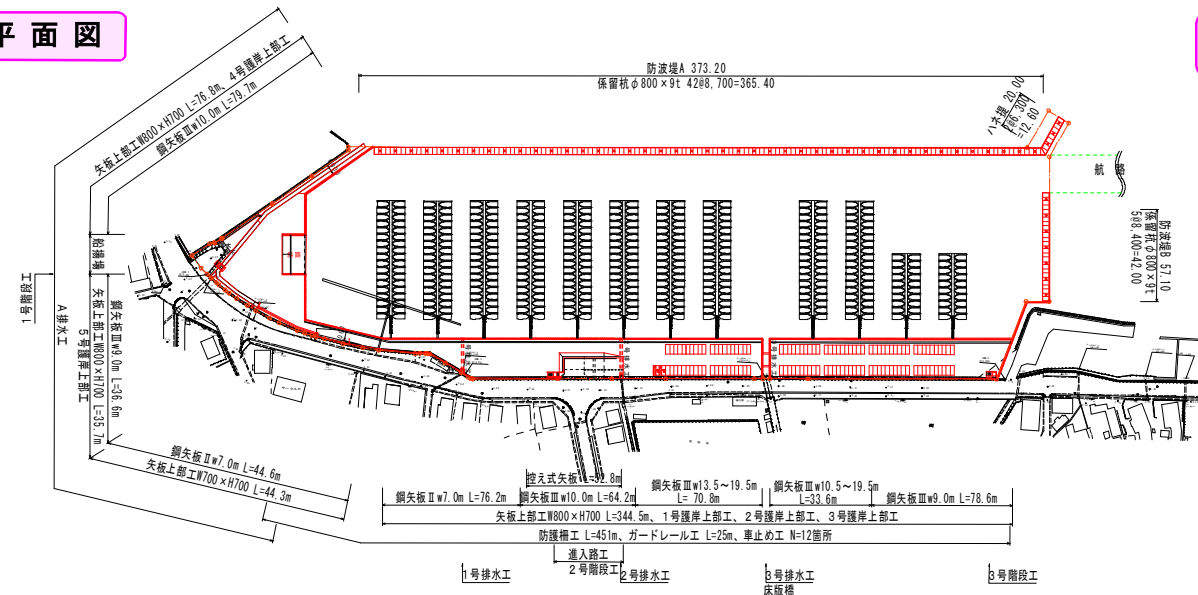 平面図
防波堤A 373.20
係留杭φ800×9t 42@8,700=365.40
ハネ堤 20.00
2@6,300
=12.60
航路
防波堤B 57.10
係留杭φ800×9t
5@8,400=42.00
矢板上部工W800×H700 L=76.8m、4号護岸上部工
鋼矢板Ⅲw10.0m L=79.7m
船揚場
1号階段工
A排水工
鋼矢板Ⅲw9.0m L=36.6m
矢板上部工W800×H700 L=35.7m
5号護岸上部工
鋼矢板Ⅱw7.0m L=44.6m
矢板上部工W700×H700 L=44.3m
鋼矢板Ⅱw7.0m L=76.2m
控え式矢板
鋼矢板Ⅲw10.0m L=64.2m
鋼矢板Ⅲw13.5～19.5m
L= 70.8m
鋼矢板Ⅲw10.5～19.5m
L=33.6m
鋼矢板Ⅲw9.0m L=78.6m
矢板上部工W800×H700 L=344.5m、1号護岸上部工、2号護岸上部工、3号護岸上部工
防護柵工 L=451m、ガードレール工 L=25m、車止め工 N=12箇所
進入路工
2号階段工
1号排水工
2号排水工
3号排水工
床版橋
3号階段工